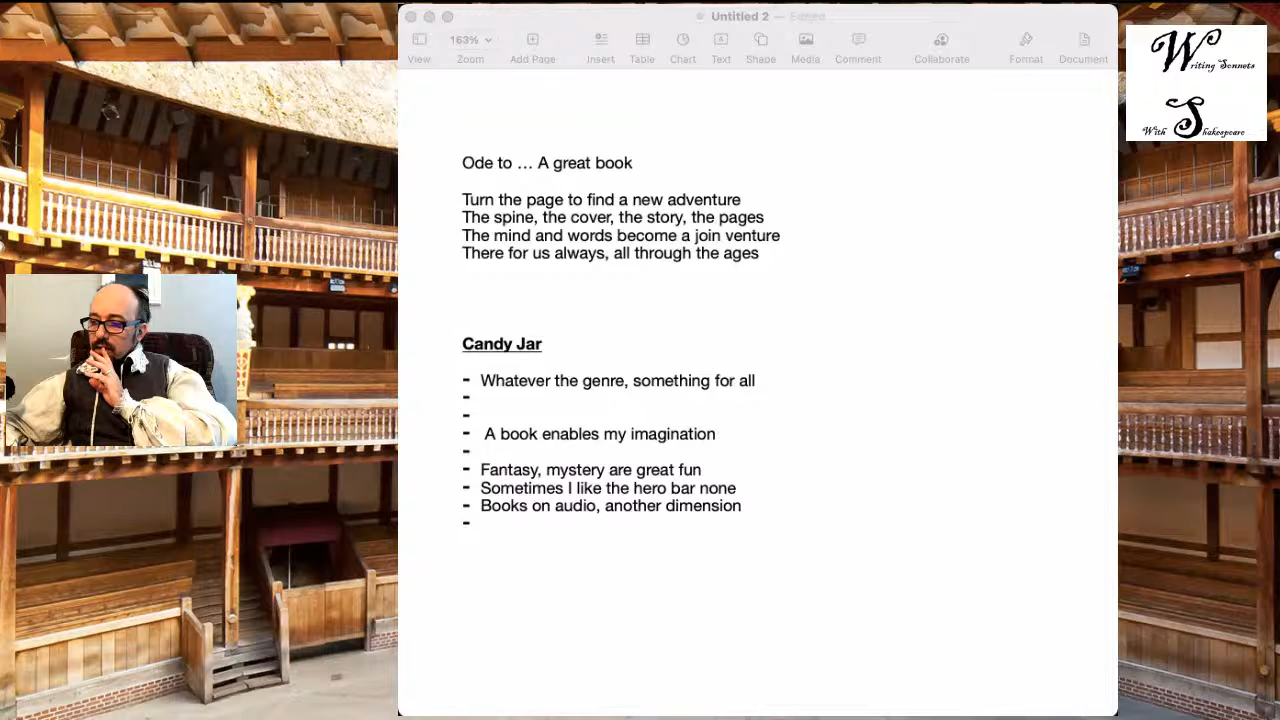 Untitled 2 — Edited
163%
View Zoom Add Page Insert Table Chart Text Shape Media Comment Collaborate Format Document
Writing Sonnets
With Shakespeare
Ode to … A great book
Turn the page to find a new adventure
The spine, the cover, the story, the pages
The mind and words become a join venture
There for us always, all through the ages
Candy Jar
- Whatever the genre, something for all
-
-
- A book enables my imagination
-
- Fantasy, mystery are great fun
- Sometimes I like the hero bar none
- Books on audio, another dimension
-